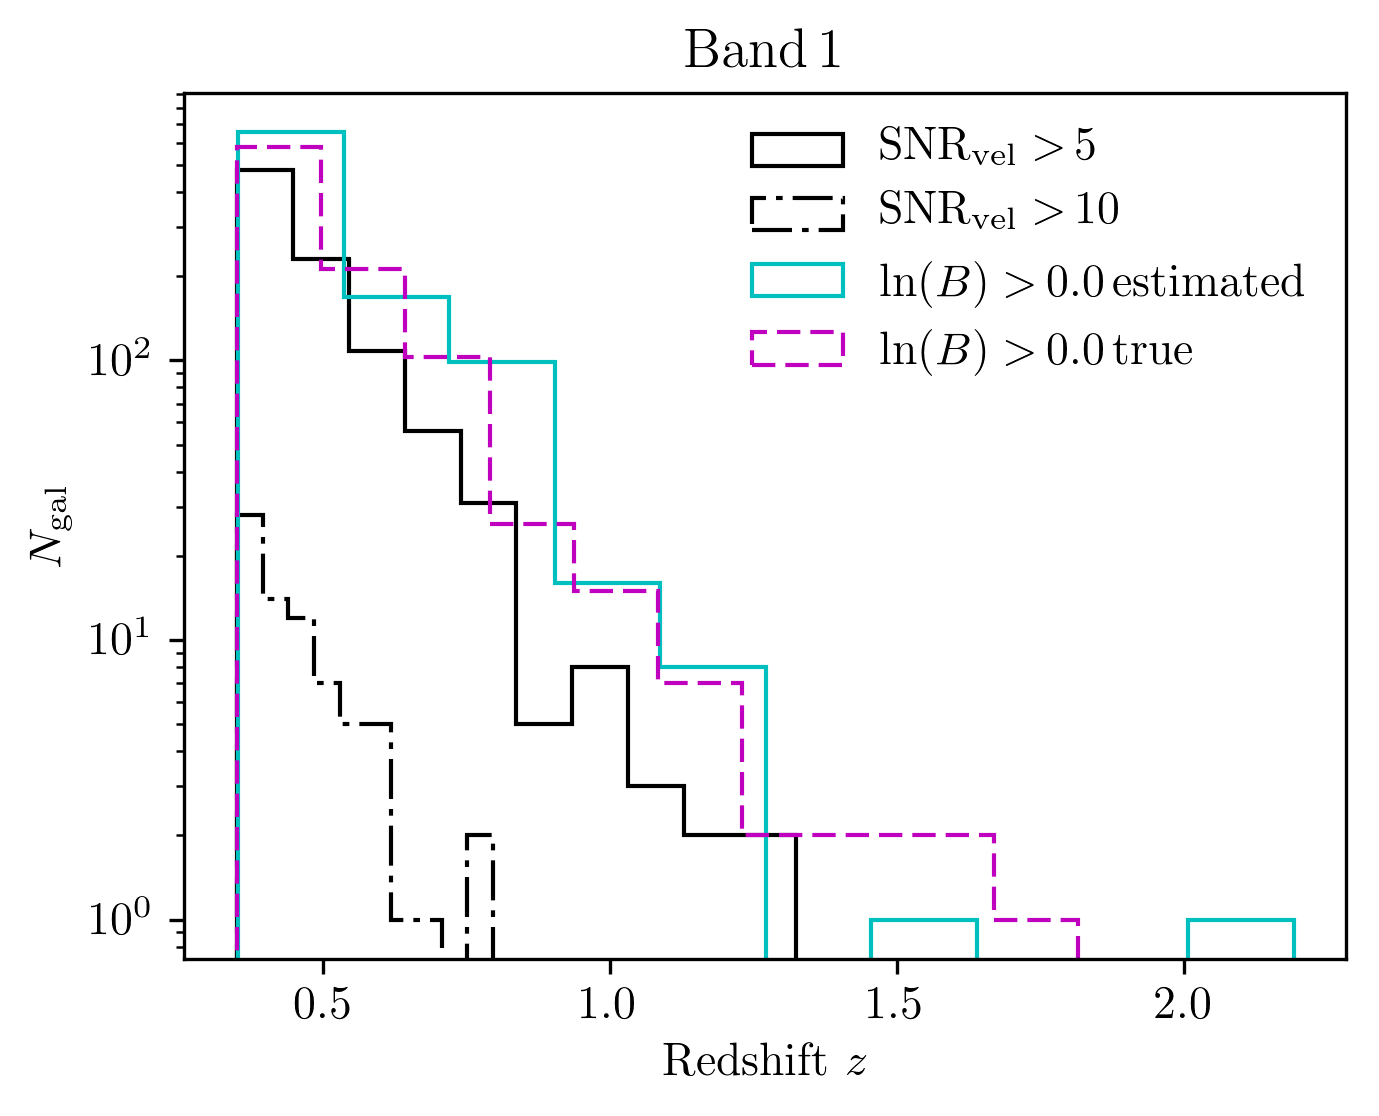 Band 1
SNR_vel > 5
SNR_vel > 10
ln(B) > 0.0 estimated
ln(B) > 0.0 true
N_gal
10^2
10^1
10^0
0.5 1.0 1.5 2.0
Redshift z